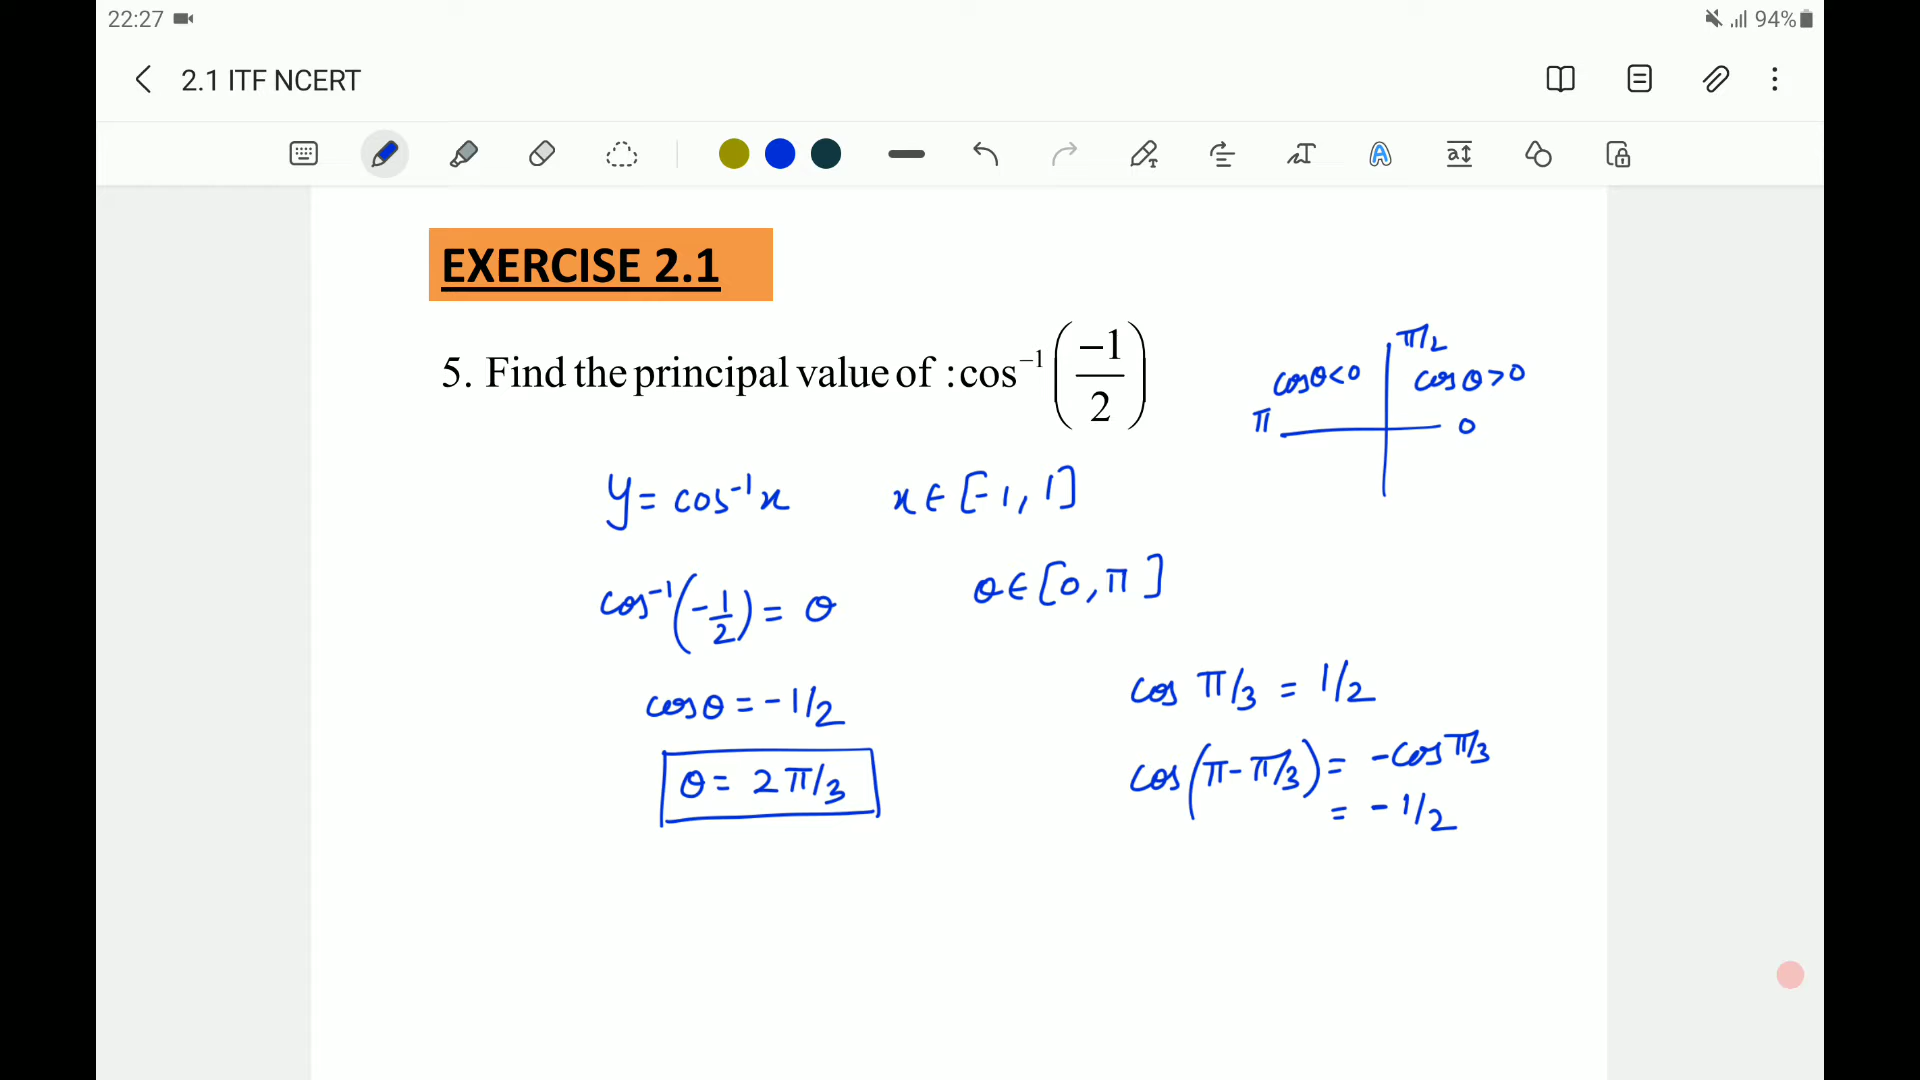 22:27
94%
2.1 ITF NCERT
EXERCISE 2.1
5. Find the principal value of : cos⁻¹(−1/2)
π/2
cosθ<0 cosθ>0
π 0
y = cos⁻¹x x∈[-1, 1]
cos⁻¹(-1/2) = θ θ∈[0, π]
cosθ = -1/2
θ = 2π/3
cos π/3 = 1/2
cos(π-π/3) = -cos π/3
= -1/2